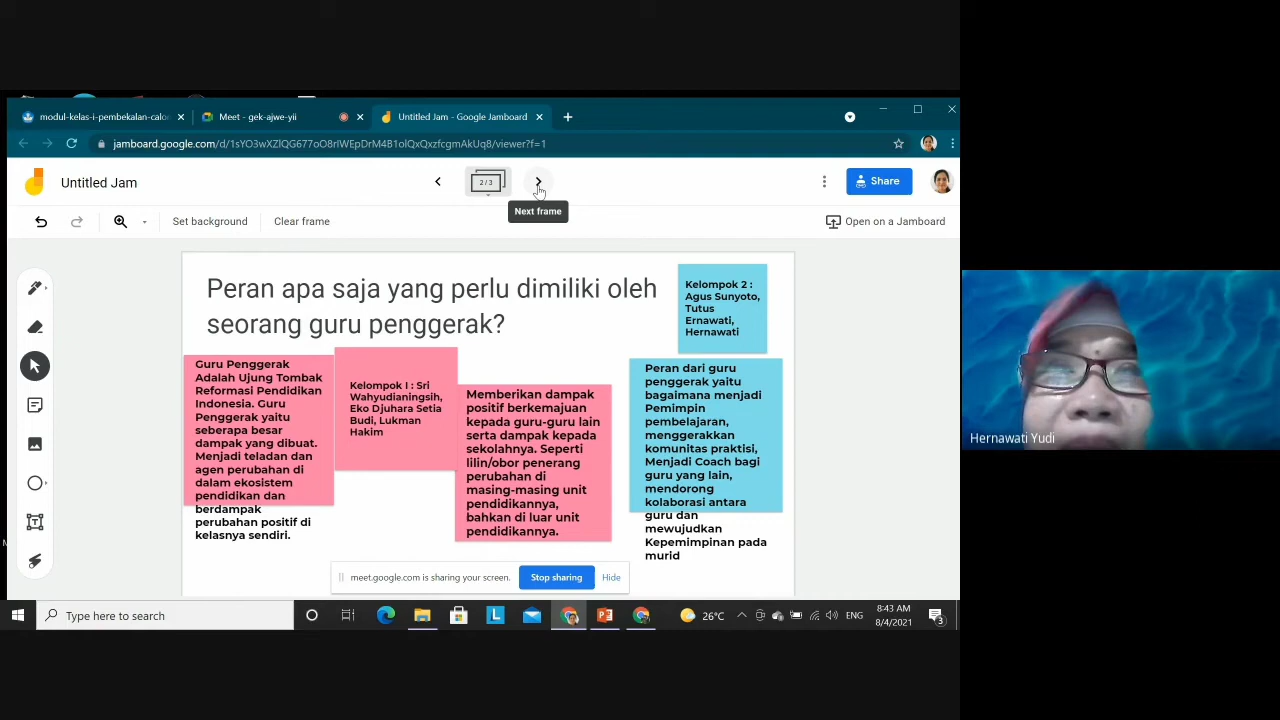 modul-kelas-i-pembekalan-calo
Meet - gek-ajwe-yii
Untitled Jam - Google Jamboard
jamboard.google.com/d/1sYO3wXZlQG677oO8rIWEpDrM4B1olQxQxzfcgmAkUq8/viewer?f=1
Untitled Jam
2 / 3
Share
Next frame
Set background
Clear frame
Open on a Jamboard
Peran apa saja yang perlu dimiliki oleh
seorang guru penggerak?
Kelompok 2 :
Agus Sunyoto,
Tutus
Ernawati,
Hernawati
Guru Penggerak
Adalah Ujung Tombak
Reformasi Pendidikan
Indonesia. Guru
Penggerak yaitu
seberapa besar
dampak yang dibuat.
Menjadi teladan dan
agen perubahan di
dalam ekosistem
pendidikan dan
berdampak
perubahan positif di
kelasnya sendiri.
Kelompok I : Sri
Wahyudianingsih,
Eko Djuhara Setia
Budi, Lukman
Hakim
Memberikan dampak
positif berkemajuan
kepada guru-guru lain
serta dampak kepada
sekolahnya. Seperti
lilin/obor penerang
perubahan di
masing-masing unit
pendidikannya,
bahkan di luar unit
pendidikannya.
Peran dari guru
penggerak yaitu
bagaimana menjadi
Pemimpin
pembelajaran,
menggerakkan
komunitas praktisi,
Menjadi Coach bagi
guru yang lain,
mendorong
kolaborasi antara
guru dan
mewujudkan
Kepemimpinan pada
murid
Hernawati Yudi
meet.google.com is sharing your screen.
Stop sharing
Hide
Type here to search
L
26°C
ENG
8:43 AM
8/4/2021
3